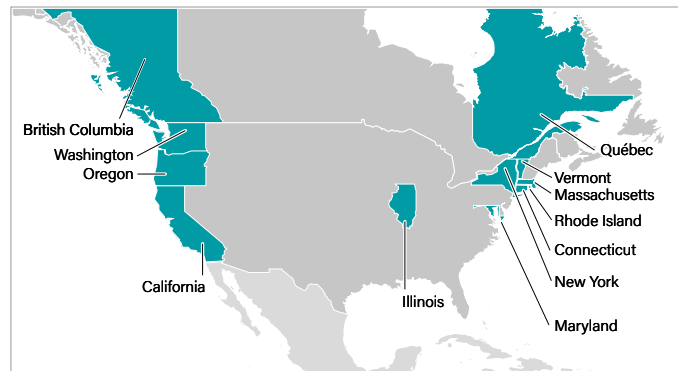 British Columbia
Washington
Oregon
California
Illinois
Québec
Vermont
Massachusetts
Rhode Island
Connecticut
New York
Maryland